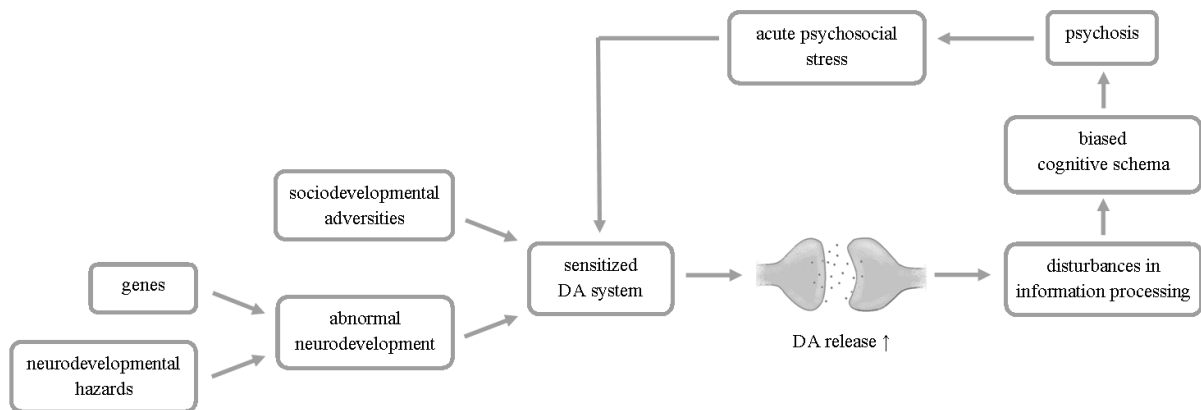 acute psychosocial
stress
psychosis
biased
cognitive schema
sociodevelopmental
adversities
sensitized
DA system
disturbances in
information processing
genes
abnormal
neurodevelopment
DA release ↑
neurodevelopmental
hazards